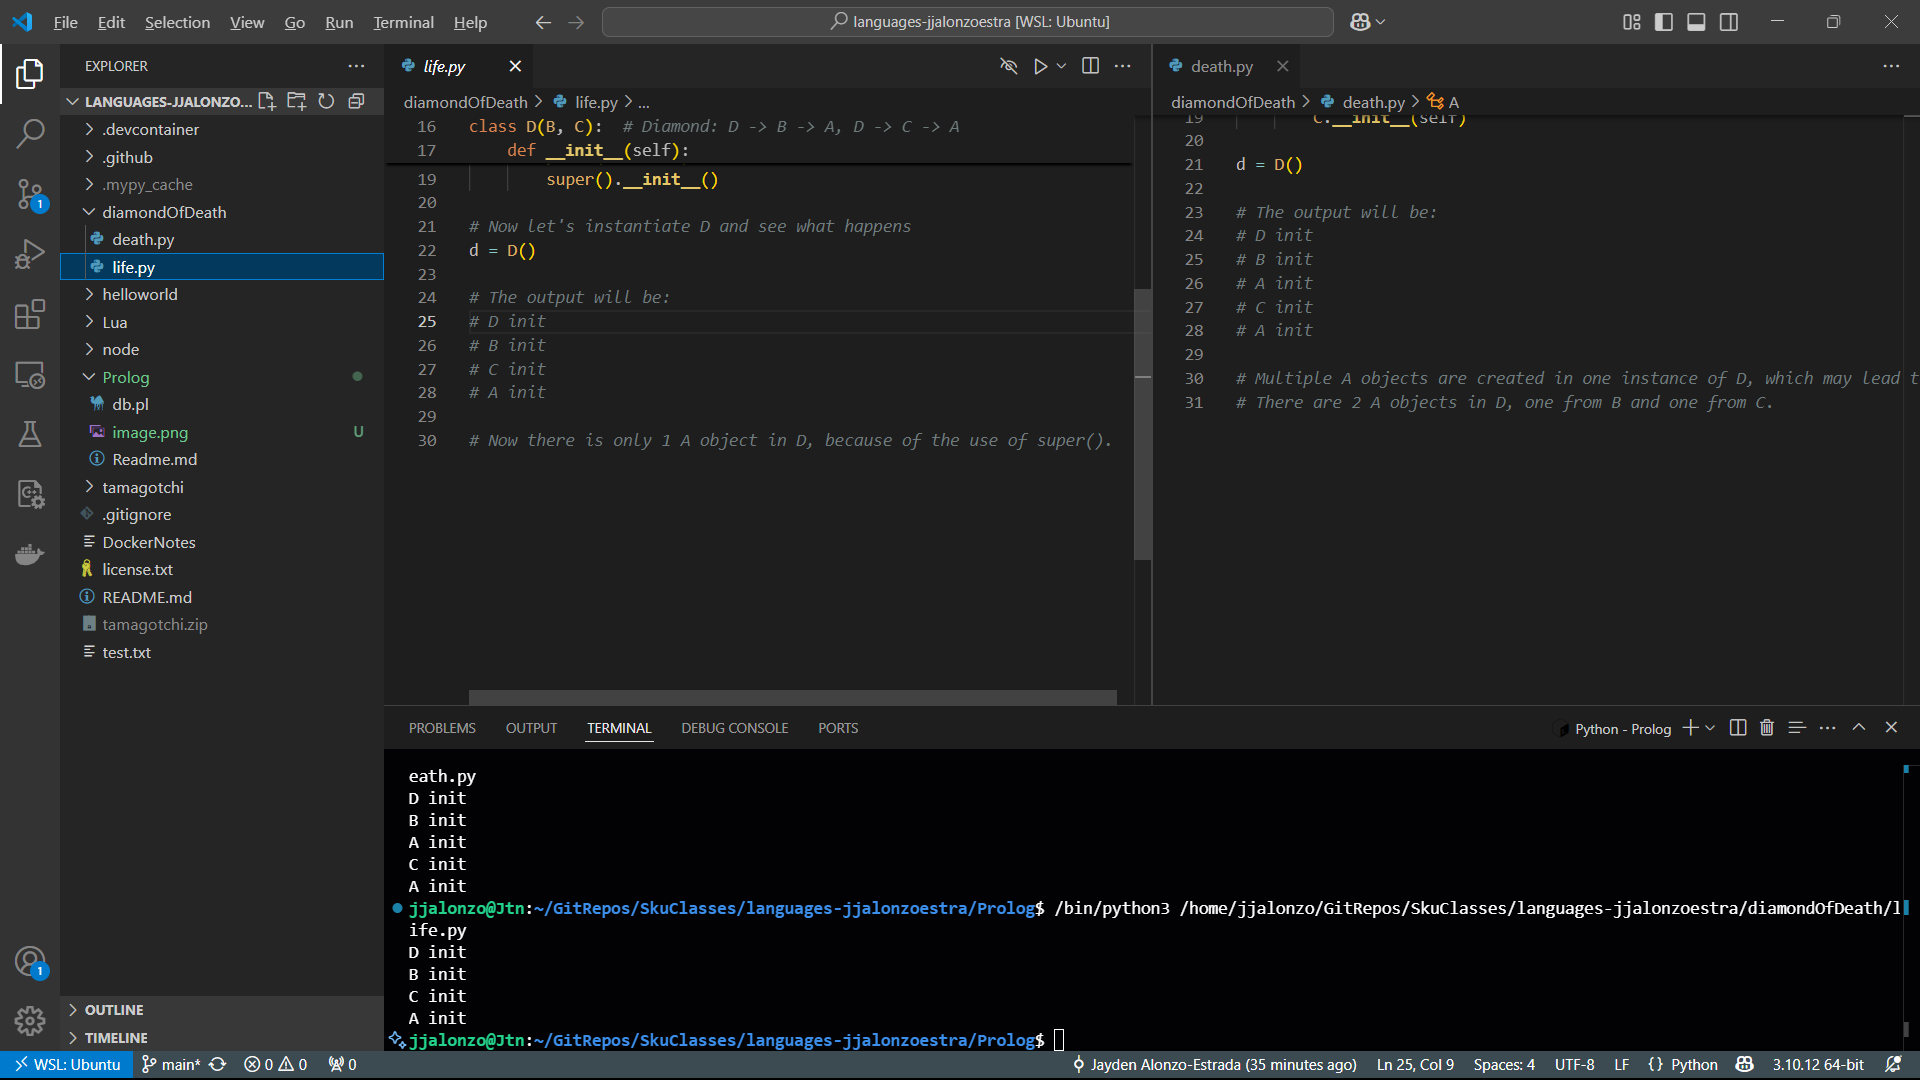 File Edit Selection View Go Run Terminal Help
languages-jjalonzoestra [WSL: Ubuntu]
EXPLORER
LANGUAGES-JJALONZO...
.devcontainer
.github
.mypy_cache
diamondOfDeath
death.py
life.py
helloworld
Lua
node
Prolog
db.pl
image.png U
Readme.md
tamagotchi
.gitignore
DockerNotes
license.txt
README.md
tamagotchi.zip
test.txt
OUTLINE
TIMELINE
1
1
life.py
diamondOfDeath > life.py > ...
16 class D(B, C):  # Diamond: D -> B -> A, D -> C -> A
17 def __init__(self):
19 super().__init__()
20
21 # Now let's instantiate D and see what happens
22 d = D()
23
24 # The output will be:
25 # D init
26 # B init
27 # C init
28 # A init
29
30 # Now there is only 1 A object in D, because of the use of super().
death.py
diamondOfDeath > death.py > A
19 C.__init__(self)
20
21 d = D()
22
23 # The output will be:
24 # D init
25 # B init
26 # A init
27 # C init
28 # A init
29
30 # Multiple A objects are created in one instance of D, which may lead t
31 # There are 2 A objects in D, one from B and one from C.
PROBLEMS OUTPUT TERMINAL DEBUG CONSOLE PORTS
Python - Prolog
eath.py
D init
B init
A init
C init
A init
jjalonzo@Jtn:~/GitRepos/SkuClasses/languages-jjalonzoestra/Prolog$ /bin/python3 /home/jjalonzo/GitRepos/SkuClasses/languages-jjalonzoestra/diamondOfDeath/l
ife.py
D init
B init
C init
A init
jjalonzo@Jtn:~/GitRepos/SkuClasses/languages-jjalonzoestra/Prolog$
WSL: Ubuntu main* 0 0 0 Jayden Alonzo-Estrada (35 minutes ago) Ln 25, Col 9 Spaces: 4 UTF-8 LF {} Python 3.10.12 64-bit